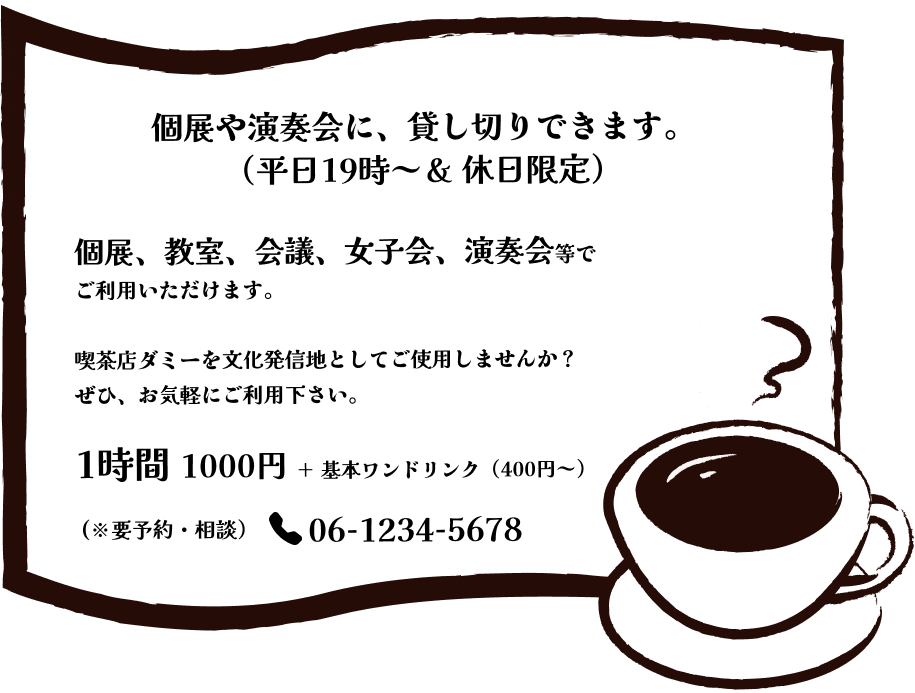 個展や演奏会に、貸し切りできます。
（平日19時～& 休日限定）
個展、教室、会議、女子会、演奏会等で
ご利用いただけます。
喫茶店ダミーを文化発信地としてご使用しませんか？
ぜひ、お気軽にご利用下さい。
1時間 1000円 + 基本ワンドリンク（400円～）
（※要予約・相談） 06-1234-5678